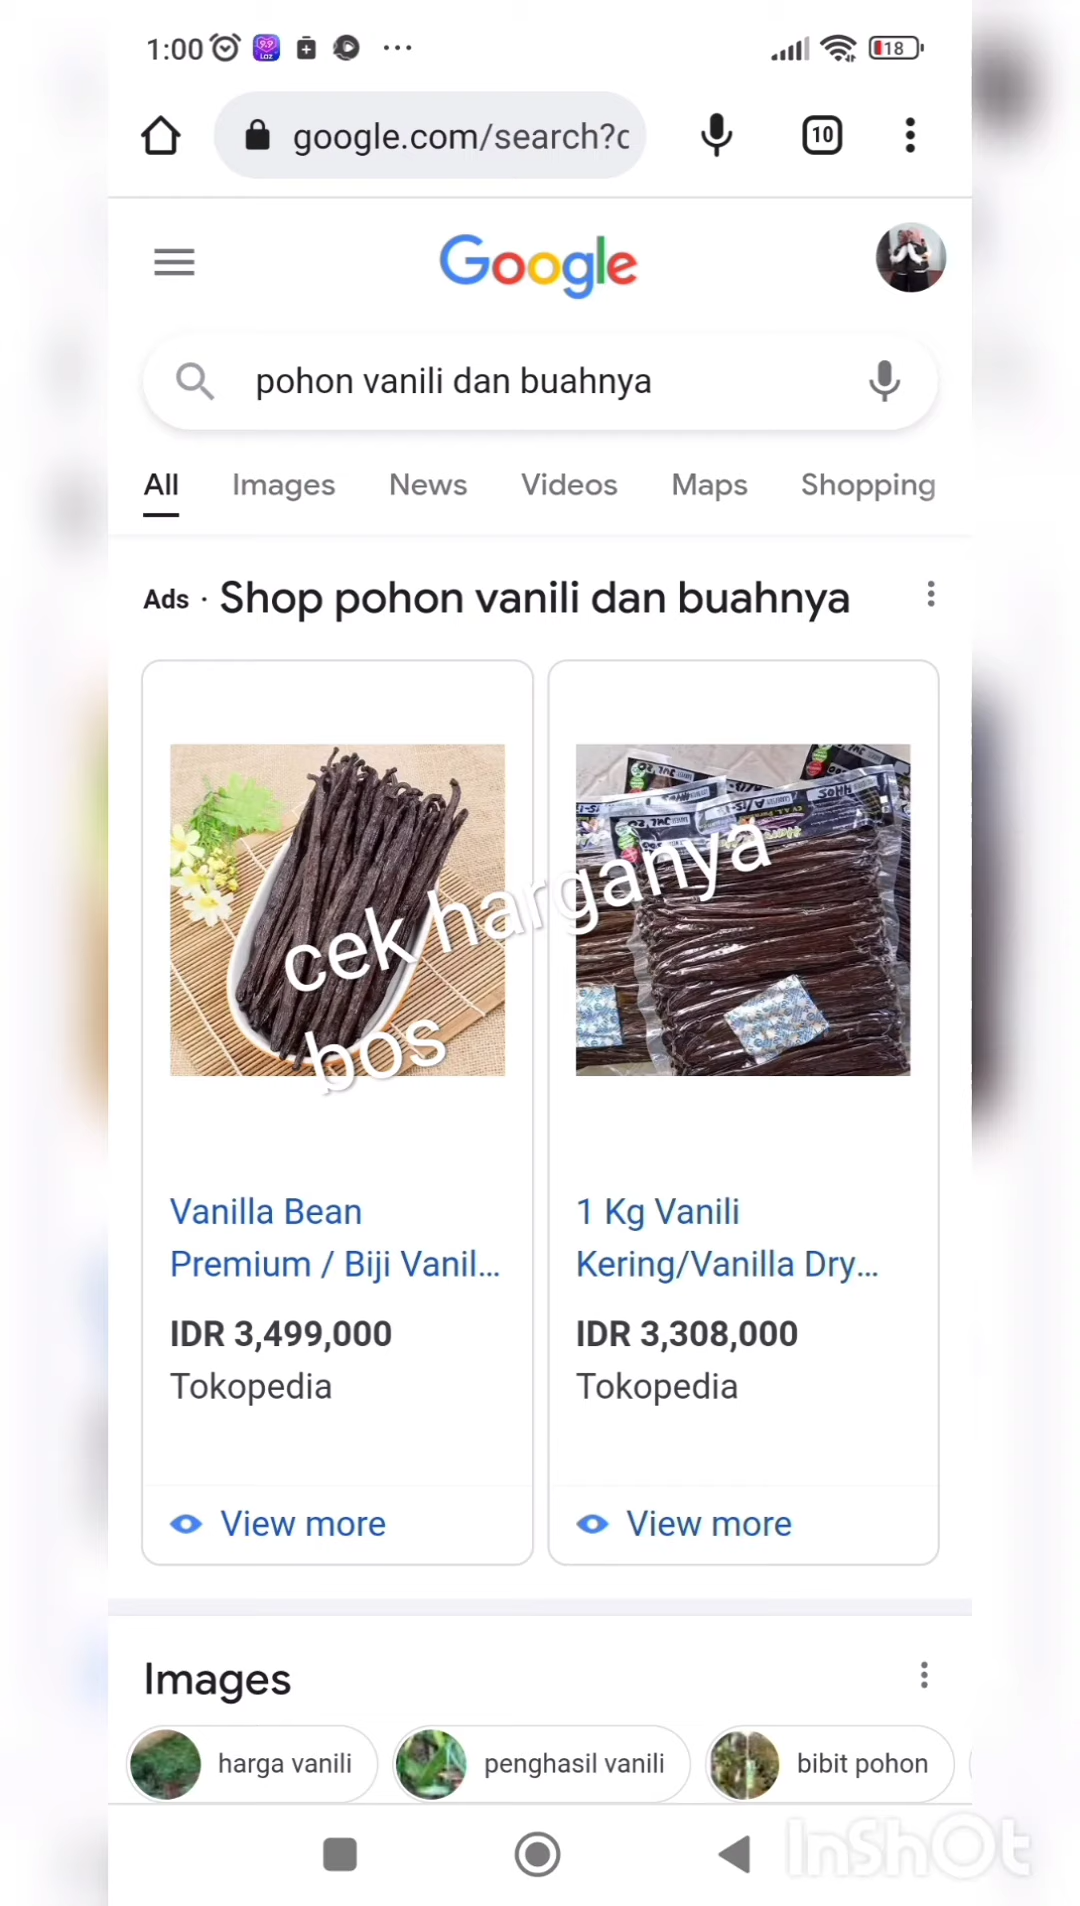 1:00
18
google.com/search?c
10
Google
pohon vanili dan buahnya
All Images News Videos Maps Shopping
Ads · Shop pohon vanili dan buahnya
cek harganya
bos
Vanilla Bean
Premium / Biji Vanil...
IDR 3,499,000
Tokopedia
View more
1 Kg Vanili
Kering/Vanilla Dry...
IDR 3,308,000
Tokopedia
View more
Images
harga vanili
penghasil vanili
bibit pohon
InShOt